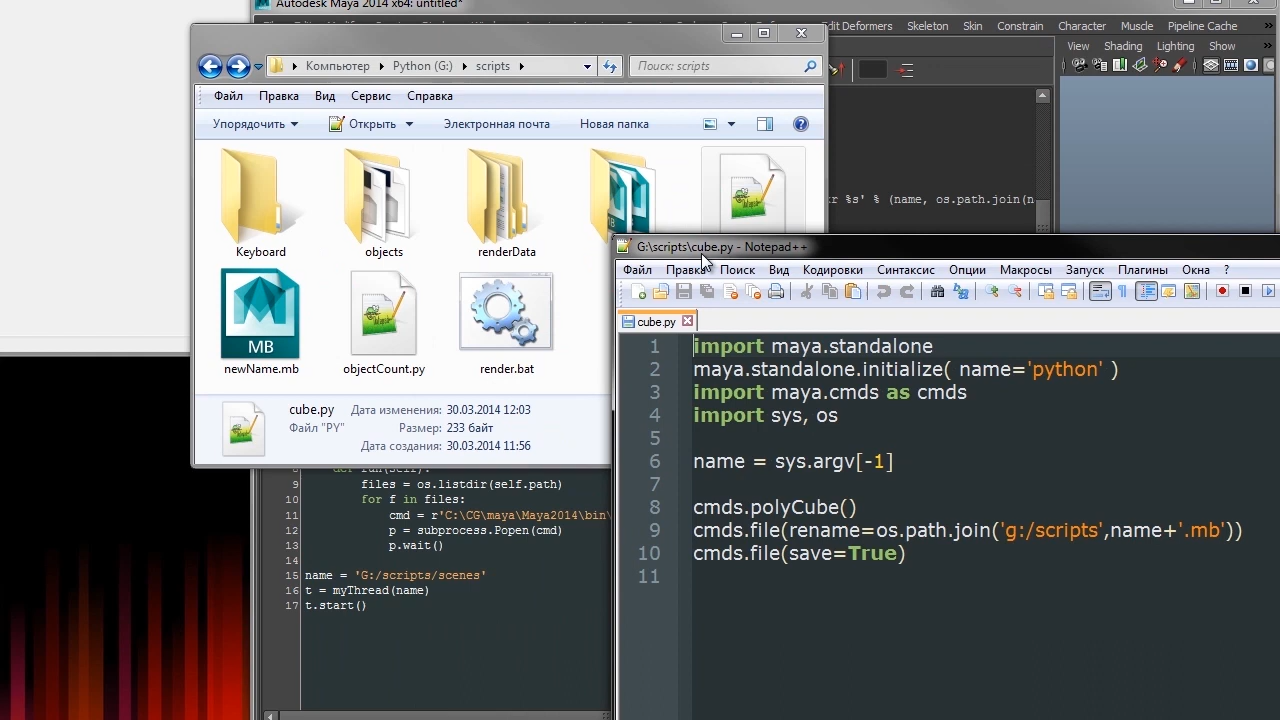 Autodesk Maya 2014 x64: untitled*
Edit Deformers Skeleton Skin Constrain Character Muscle Pipeline Cache »
View Shading Lighting Show »
Компьютер Python (G:) scripts
Поиск: scripts
Файл Правка Вид Сервис Справка
Упорядочить Открыть Электронная почта Новая папка
Keyboard
objects
renderData
MB
MB
newName.mb
objectCount.py
render.bat
cube.py Дата изменения: 30.03.2014 12:03
Файл "PY" Размер: 233 байт
Дата создания: 30.03.2014 11:56
%s' % (name, os.path.join(n
G:\scripts\cube.py - Notepad++
Файл Правка Поиск Вид Кодировки Синтаксис Опции Макросы Запуск Плагины Окна ?
cube.py
1 import maya.standalone
2 maya.standalone.initialize( name='python' )
3 import maya.cmds as cmds
4 import sys, os
5
6 name = sys.argv[-1]
7
8 cmds.polyCube()
9 cmds.file(rename=os.path.join('g:/scripts',name+'.mb'))
10 cmds.file(save=True)
11
8 def run(self):
9 files = os.listdir(self.path)
10 for f in files:
11 cmd = r'C:\CG\maya\Maya2014\bin\
12 p = subprocess.Popen(cmd)
13 p.wait()
14
15 name = 'G:/scripts/scenes'
16 t = myThread(name)
17 t.start()